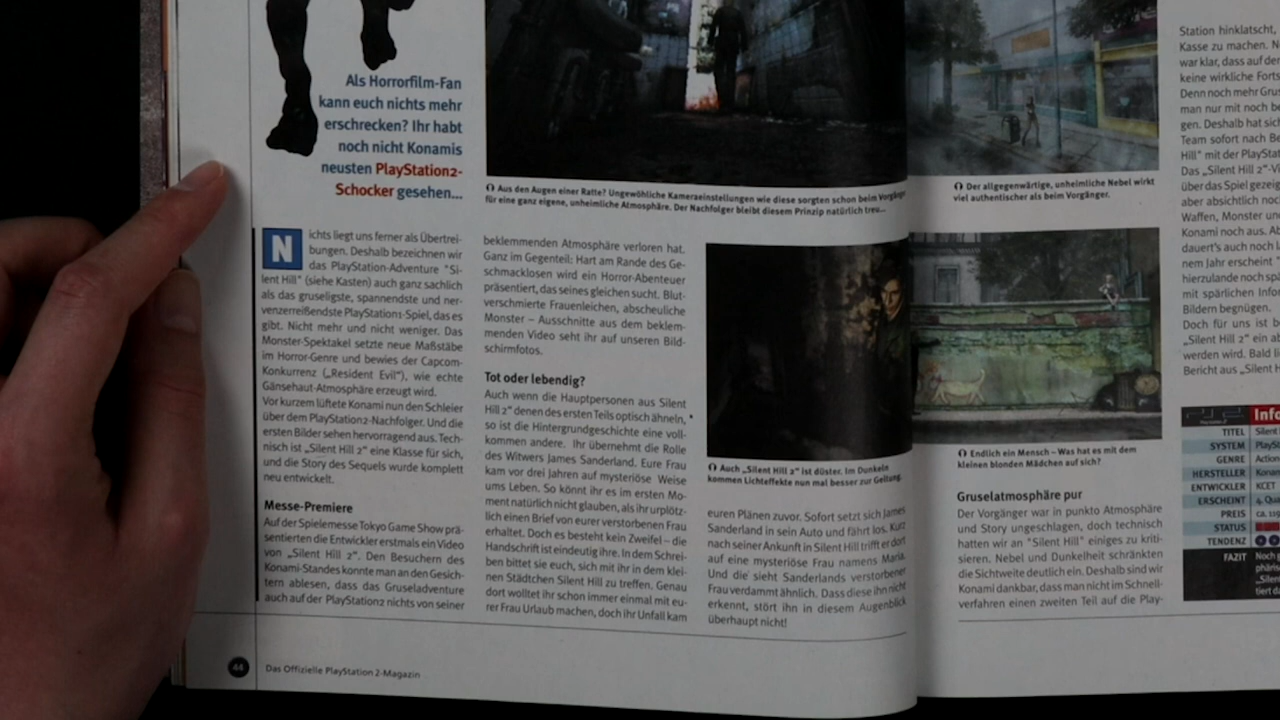 Als Horrorfilm-Fan
kann euch nichts mehr
erschrecken? Ihr habt
noch nicht Konamis
neusten PlayStation2-
Schocker gesehen...
Aus den Augen einer Ratte? Ungewöhliche Kameraeinstellungen wie diese sorgten schon beim Vorgänger
für eine ganz eigene, unheimliche Atmosphäre. Der Nachfolger bleibt diesem Prinzip natürlich treu...
Nichts liegt uns ferner als Übertrei-
bungen. Deshalb bezeichnen wir
das PlayStation-Adventure "Si-
lent Hill" (siehe Kasten) auch ganz sachlich
als das gruseligste, spannendste und ner-
venzerreißendste PlayStation1-Spiel, das es
gibt. Nicht mehr und nicht weniger. Das
Monster-Spektakel setzte neue Maßstäbe
im Horror-Genre und bewies der Capcom-
Konkurrenz („Resident Evil"), wie echte
Gänsehaut-Atmosphäre erzeugt wird.
Vor kurzem lüftete Konami nun den Schleier
über dem PlayStation2-Nachfolger. Und die
ersten Bilder sehen hervorragend aus. Tech-
nisch ist „Silent Hill 2" eine Klasse für sich,
und die Story des Sequels wurde komplett
neu entwickelt.
Messe-Premiere
Auf der Spielemesse Tokyo Game Show prä-
sentierten die Entwickler erstmals ein Video
von „Silent Hill 2". Den Besuchern des
Konami-Standes konnte man an den Gesich-
tern ablesen, dass das Gruseladventure
auch auf der PlayStation2 nichts von seiner
beklemmenden Atmosphäre verloren hat.
Ganz im Gegenteil: Hart am Rande des Ge-
schmacklosen wird ein Horror-Abenteuer
präsentiert, das seines gleichen sucht. Blut-
verschmierte Frauenleichen, abscheuliche
Monster – Ausschnitte aus dem beklem-
menden Video seht ihr auf unseren Bild-
schirmfotos.
Tot oder lebendig?
Auch wenn die Hauptpersonen aus Silent
Hill 2" denen des ersten Teils optisch ähneln,
so ist die Hintergrundgeschichte eine voll-
kommen andere. Ihr übernehmt die Rolle
des Witwers James Sanderland. Eure Frau
kam vor drei Jahren auf mysteriöse Weise
ums Leben. So könnt ihr es im ersten Mo-
ment natürlich nicht glauben, als ihr urplötz-
lich einen Brief von eurer verstorbenen Frau
erhaltet. Doch es besteht kein Zweifel – die
Handschrift ist eindeutig ihre. In dem Schrei-
ben bittet sie euch, sich mit ihr in dem klei-
nen Städtchen Silent Hill zu treffen. Genau
dort wolltet ihr schon immer einmal mit eu-
rer Frau Urlaub machen, doch ihr Unfall kam
Auch „Silent Hill 2" ist düster. Im Dunkeln
kommen Lichteffekte nun mal besser zur Geltung.
euren Plänen zuvor. Sofort setzt sich James
Sanderland in sein Auto und fährt los. Kurz
nach seiner Ankunft in Silent Hill trifft er dort
auf eine mysteriöse Frau namens Maria.
Und die sieht Sanderlands verstorbener
Frau verdammt ähnlich. Dass diese ihn nicht
erkennt, stört ihn in diesem Augenblick
überhaupt nicht!
44
Das Offizielle PlayStation 2-Magazin
Der allgegenwärtige, unheimliche Nebel wirkt
viel authentischer als beim Vorgänger.
Endlich ein Mensch – Was hat es mit dem
kleinen blonden Mädchen auf sich?
Gruselatmosphäre pur
Der Vorgänger war in punkto Atmosphäre
und Story ungeschlagen, doch technisch
hatten wir an "Silent Hill" einiges zu kriti-
sieren. Nebel und Dunkelheit schränkten
die Sichtweite deutlich ein. Deshalb sind wir
Konami dankbar, dass man nicht im Schnell-
verfahren einen zweiten Teil auf die Play-
Station hinklatscht,
Kasse zu machen.
war klar, dass auf
keine wirkliche
Denn noch mehr
man nur mit noch
gen. Deshalb hat
Team sofort nach
Hill" mit der
Das „Silent Hill 2"
über das Spiel
aber absichtlich
Waffen, Monster
Konami noch aus.
dauert's auch noch
nem Jahr erscheint
hierzulande noch
mit spärlichen
Bildern begnügen.
Doch für uns ist
„Silent Hill 2" ein
werden wird. Bald
Bericht aus „Silent
TITEL Silent
SYSTEM
GENRE Action
HERSTELLER
ENTWICKLER KCET
ERSCHEINT
PREIS ca.
STATUS
TENDENZ
FAZIT Noch